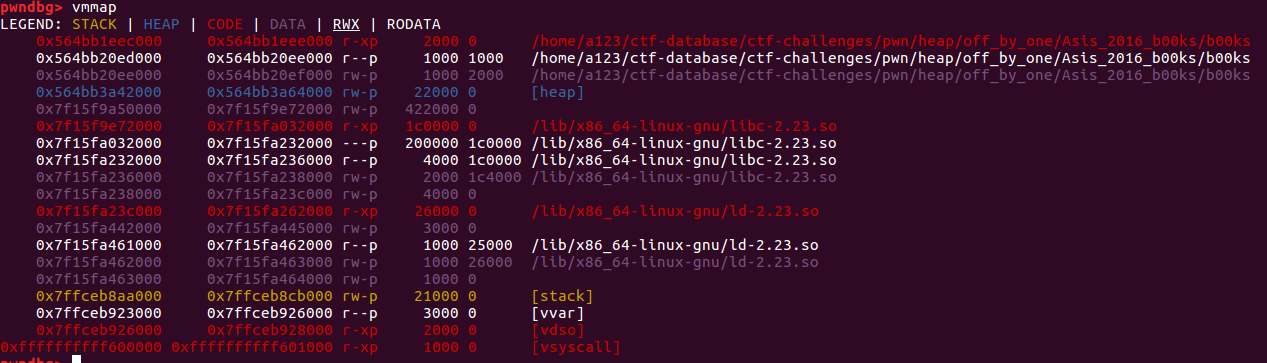 pwndbg> vmmap
LEGEND: STACK | HEAP | CODE | DATA | RWX | RODATA
0x564bb1eec000 0x564bb1eee000 r-xp 2000 0 /home/a123/ctf-database/ctf-challenges/pwn/heap/off_by_one/Asis_2016_b00ks/b00ks
0x564bb20ed000 0x564bb20ee000 r--p 1000 1000 /home/a123/ctf-database/ctf-challenges/pwn/heap/off_by_one/Asis_2016_b00ks/b00ks
0x564bb20ee000 0x564bb20ef000 rw-p 1000 2000 /home/a123/ctf-database/ctf-challenges/pwn/heap/off_by_one/Asis_2016_b00ks/b00ks
0x564bb3a42000 0x564bb3a64000 rw-p 22000 0 [heap]
0x7f15f9a50000 0x7f15f9e72000 rw-p 422000 0
0x7f15f9e72000 0x7f15fa032000 r-xp 1c0000 0 /lib/x86_64-linux-gnu/libc-2.23.so
0x7f15fa032000 0x7f15fa232000 ---p 200000 1c0000 /lib/x86_64-linux-gnu/libc-2.23.so
0x7f15fa232000 0x7f15fa236000 r--p 4000 1c0000 /lib/x86_64-linux-gnu/libc-2.23.so
0x7f15fa236000 0x7f15fa238000 rw-p 2000 1c4000 /lib/x86_64-linux-gnu/libc-2.23.so
0x7f15fa238000 0x7f15fa23c000 rw-p 4000 0
0x7f15fa23c000 0x7f15fa262000 r-xp 26000 0 /lib/x86_64-linux-gnu/ld-2.23.so
0x7f15fa442000 0x7f15fa445000 rw-p 3000 0
0x7f15fa461000 0x7f15fa462000 r--p 1000 25000 /lib/x86_64-linux-gnu/ld-2.23.so
0x7f15fa462000 0x7f15fa463000 rw-p 1000 26000 /lib/x86_64-linux-gnu/ld-2.23.so
0x7f15fa463000 0x7f15fa464000 rw-p 1000 0
0x7ffceb8aa000 0x7ffceb8cb000 rw-p 21000 0 [stack]
0x7ffceb923000 0x7ffceb926000 r--p 3000 0 [vvar]
0x7ffceb926000 0x7ffceb928000 r-xp 2000 0 [vdso]
0xffffffffff600000 0xffffffffff601000 r-xp 1000 0 [vsyscall]
pwndbg>